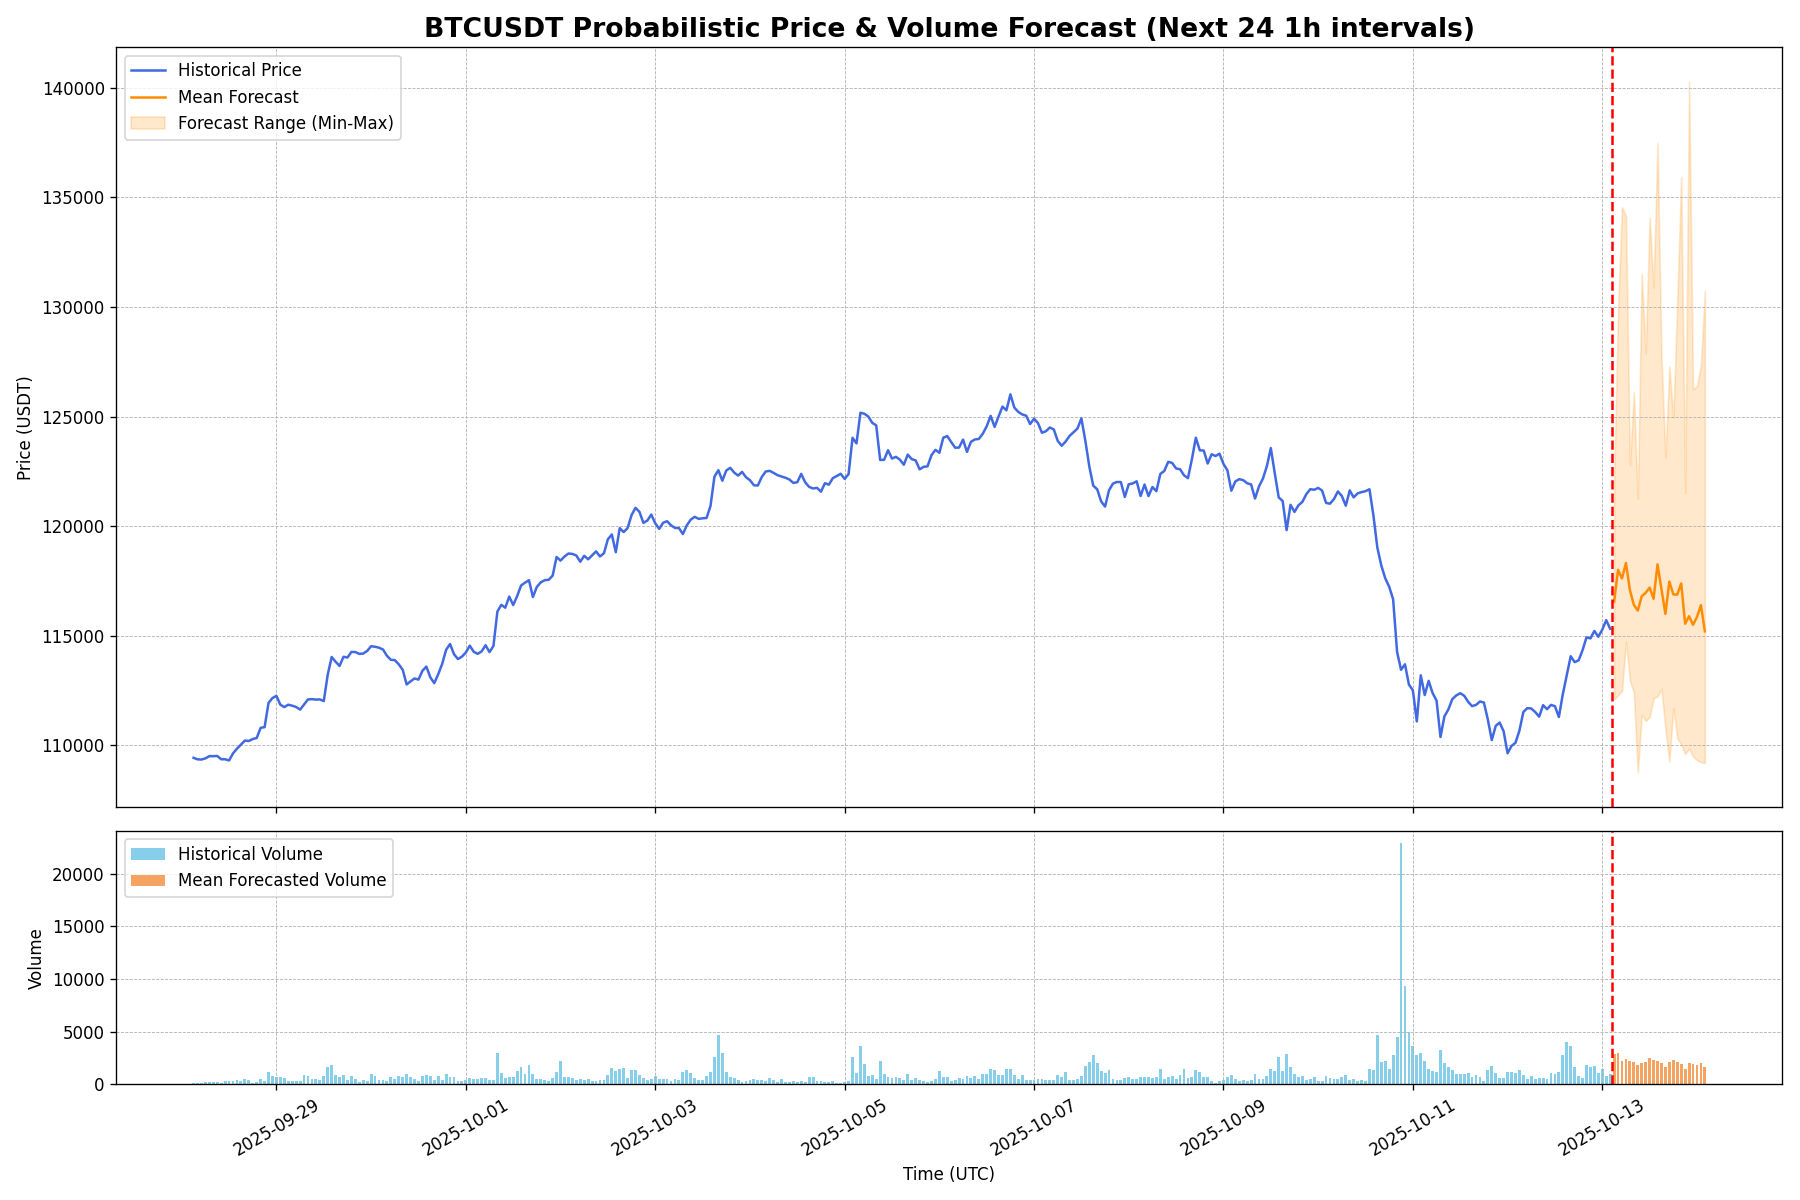 BTCUSDT Probabilistic Price & Volume Forecast (Next 24 1h intervals)
Historical Price
Mean Forecast
Forecast Range (Min-Max)
140000
135000
130000
125000
120000
115000
110000
Price (USDT)
Historical Volume
Mean Forecasted Volume
20000
15000
10000
5000
0
Volume
2025-09-29
2025-10-01
2025-10-03
2025-10-05
2025-10-07
2025-10-09
2025-10-11
2025-10-13
Time (UTC)